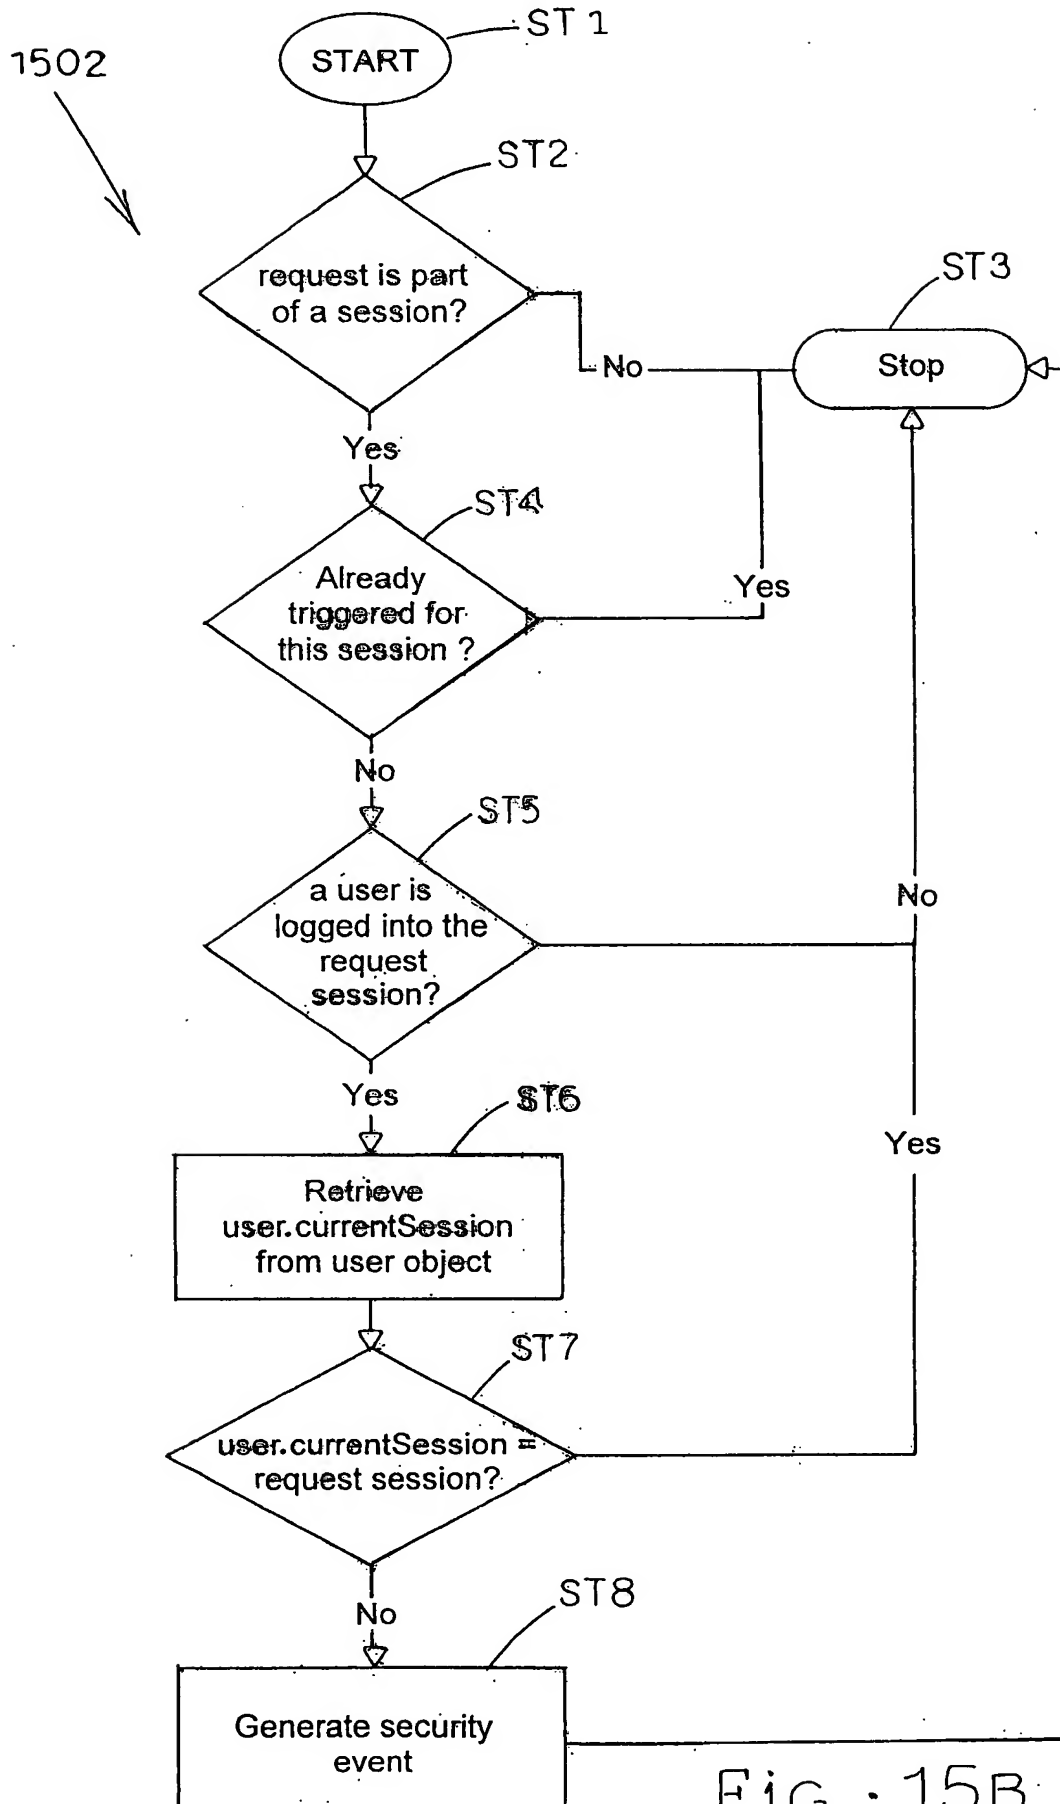 ST 1
START
1502
ST2
request is part
of a session?
ST3
Stop
No
Yes
ST4
Already
triggered for
this session ?
Yes
No
ST5
a user is
logged into the
request
session?
No
Yes
ST6
Yes
Retrieve
user.currentSession
from user object
ST7
user.currentSession =
request session?
No
ST8
Generate security
event
FiG . 15B